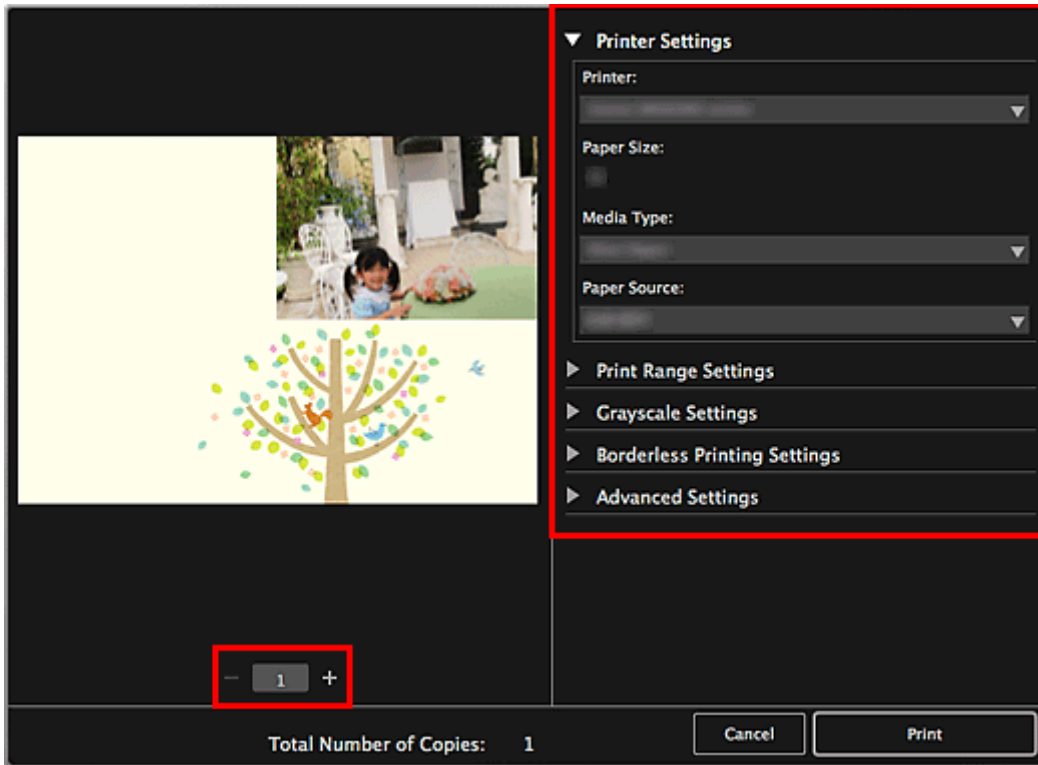 Printer Settings
Printer:
Paper Size:
Media Type:
Paper Source:
Print Range Settings
Grayscale Settings
Borderless Printing Settings
Advanced Settings
1
Total Number of Copies: 1
Cancel
Print